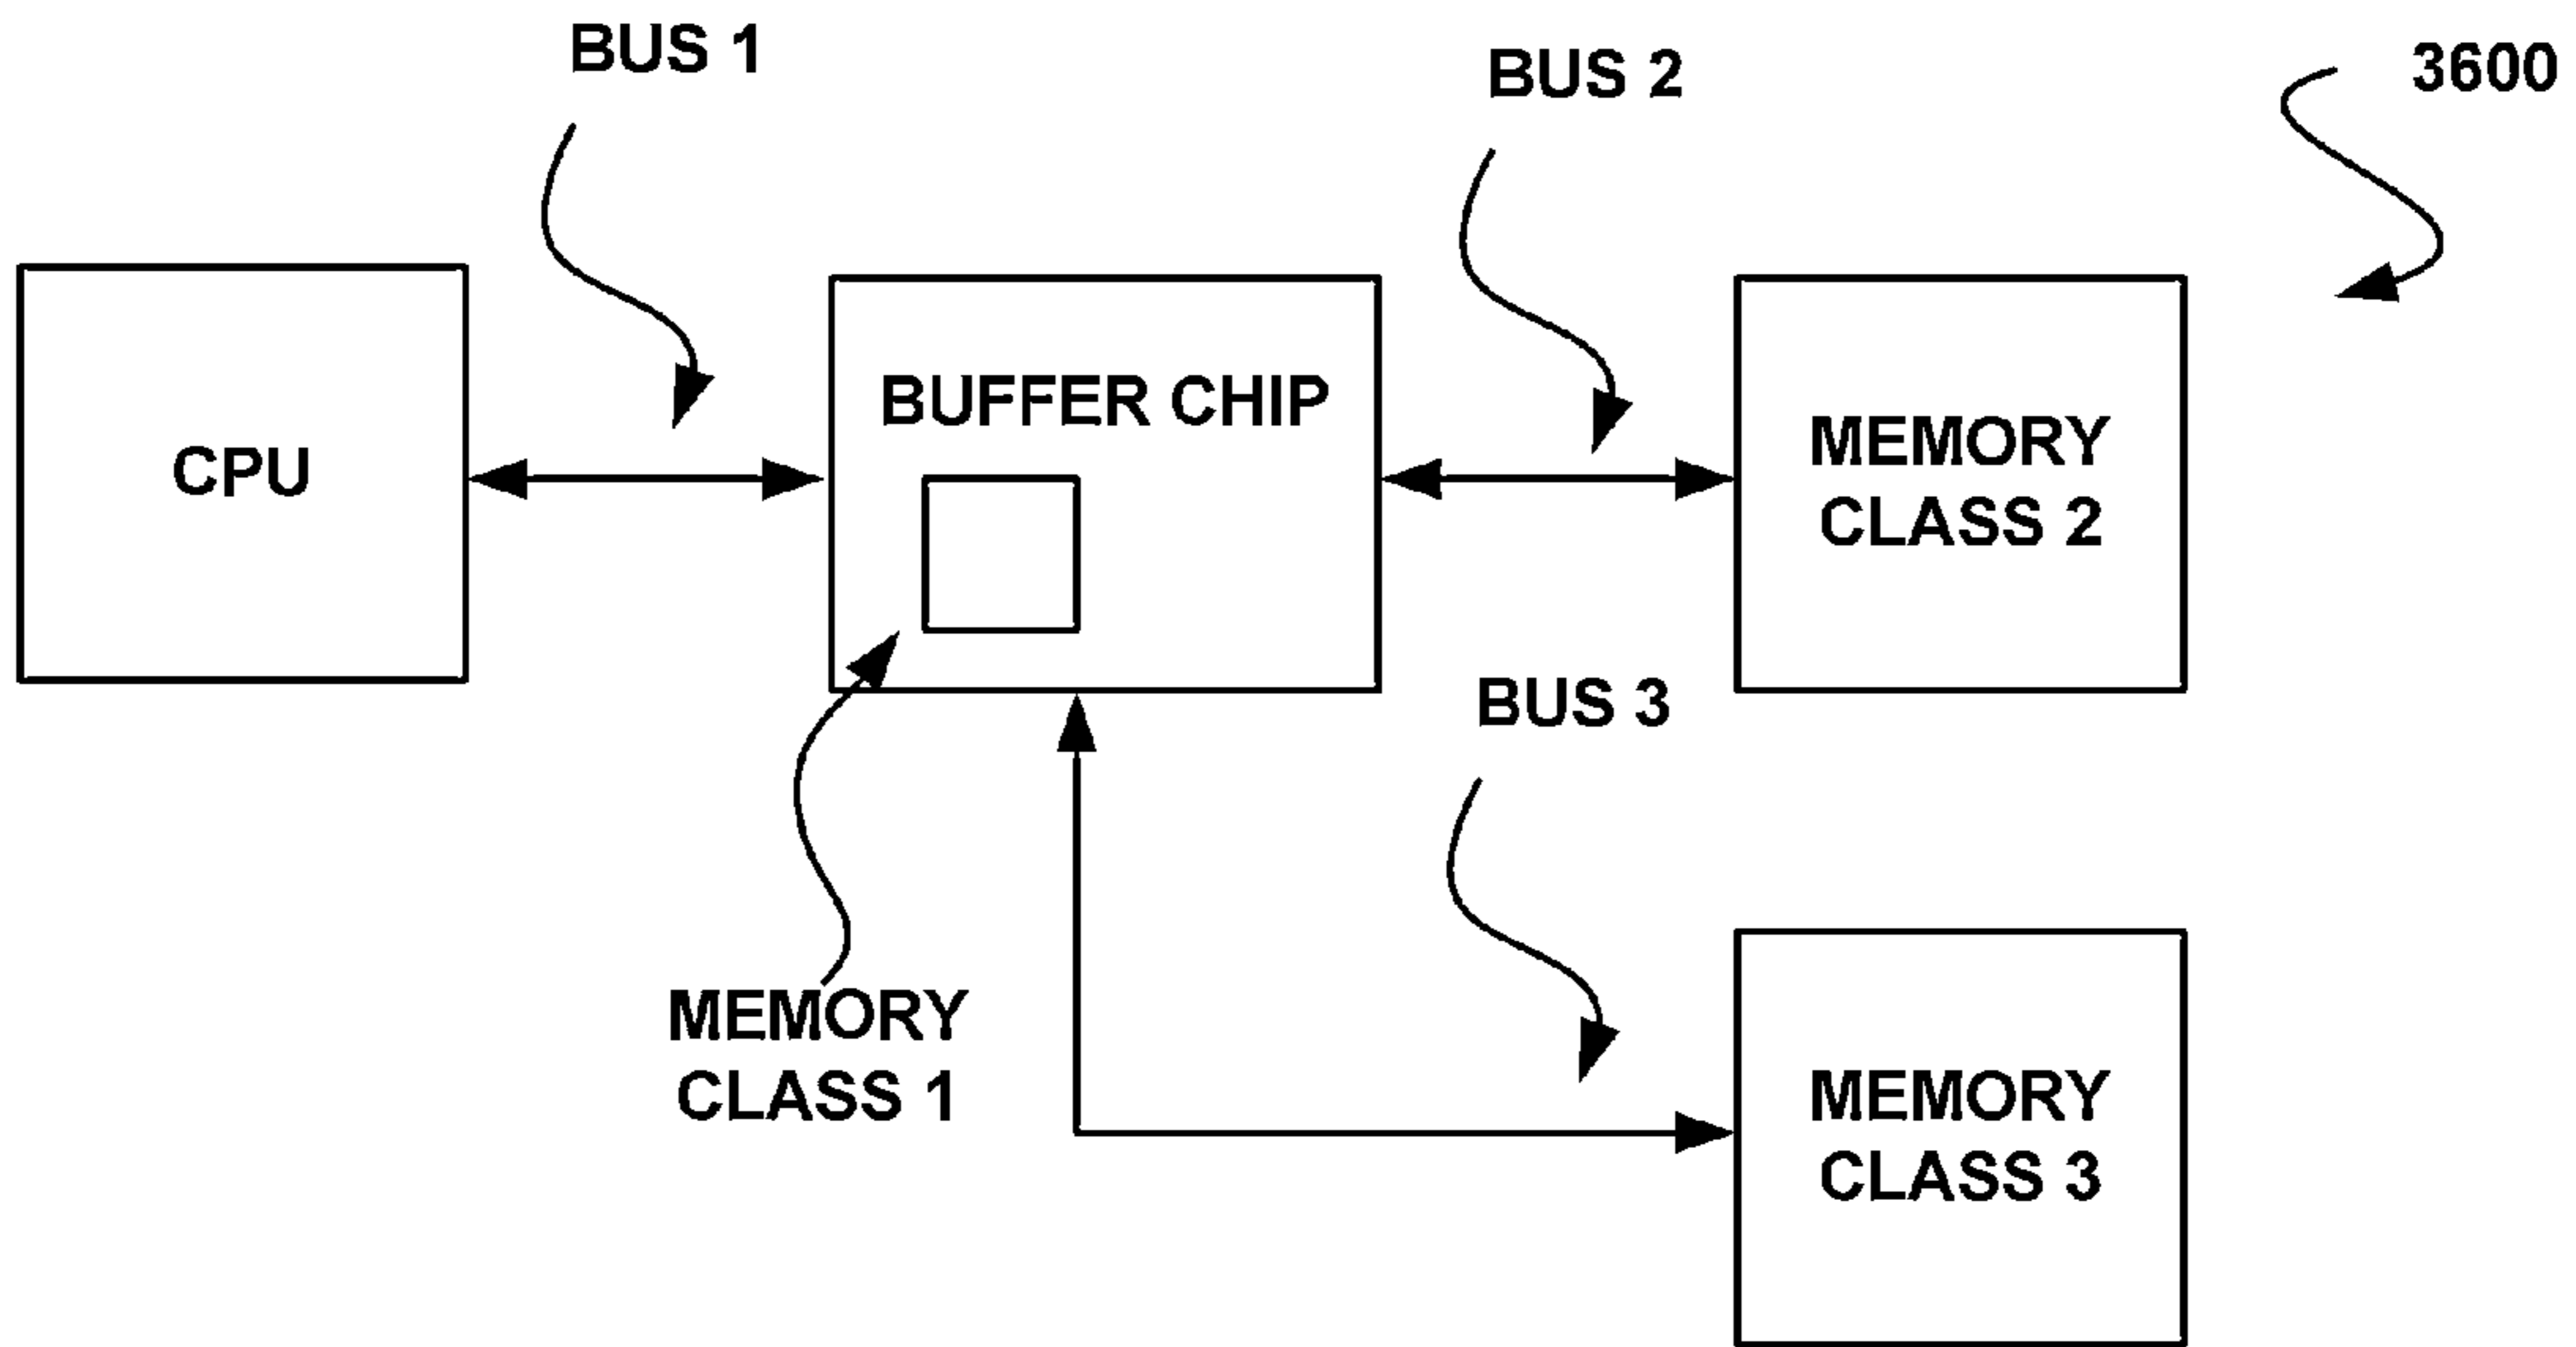 BUS 1
BUS 2
3600
CPU
BUFFER CHIP
MEMORY
CLASS 2
BUS 3
MEMORY
CLASS 1
MEMORY
CLASS 3